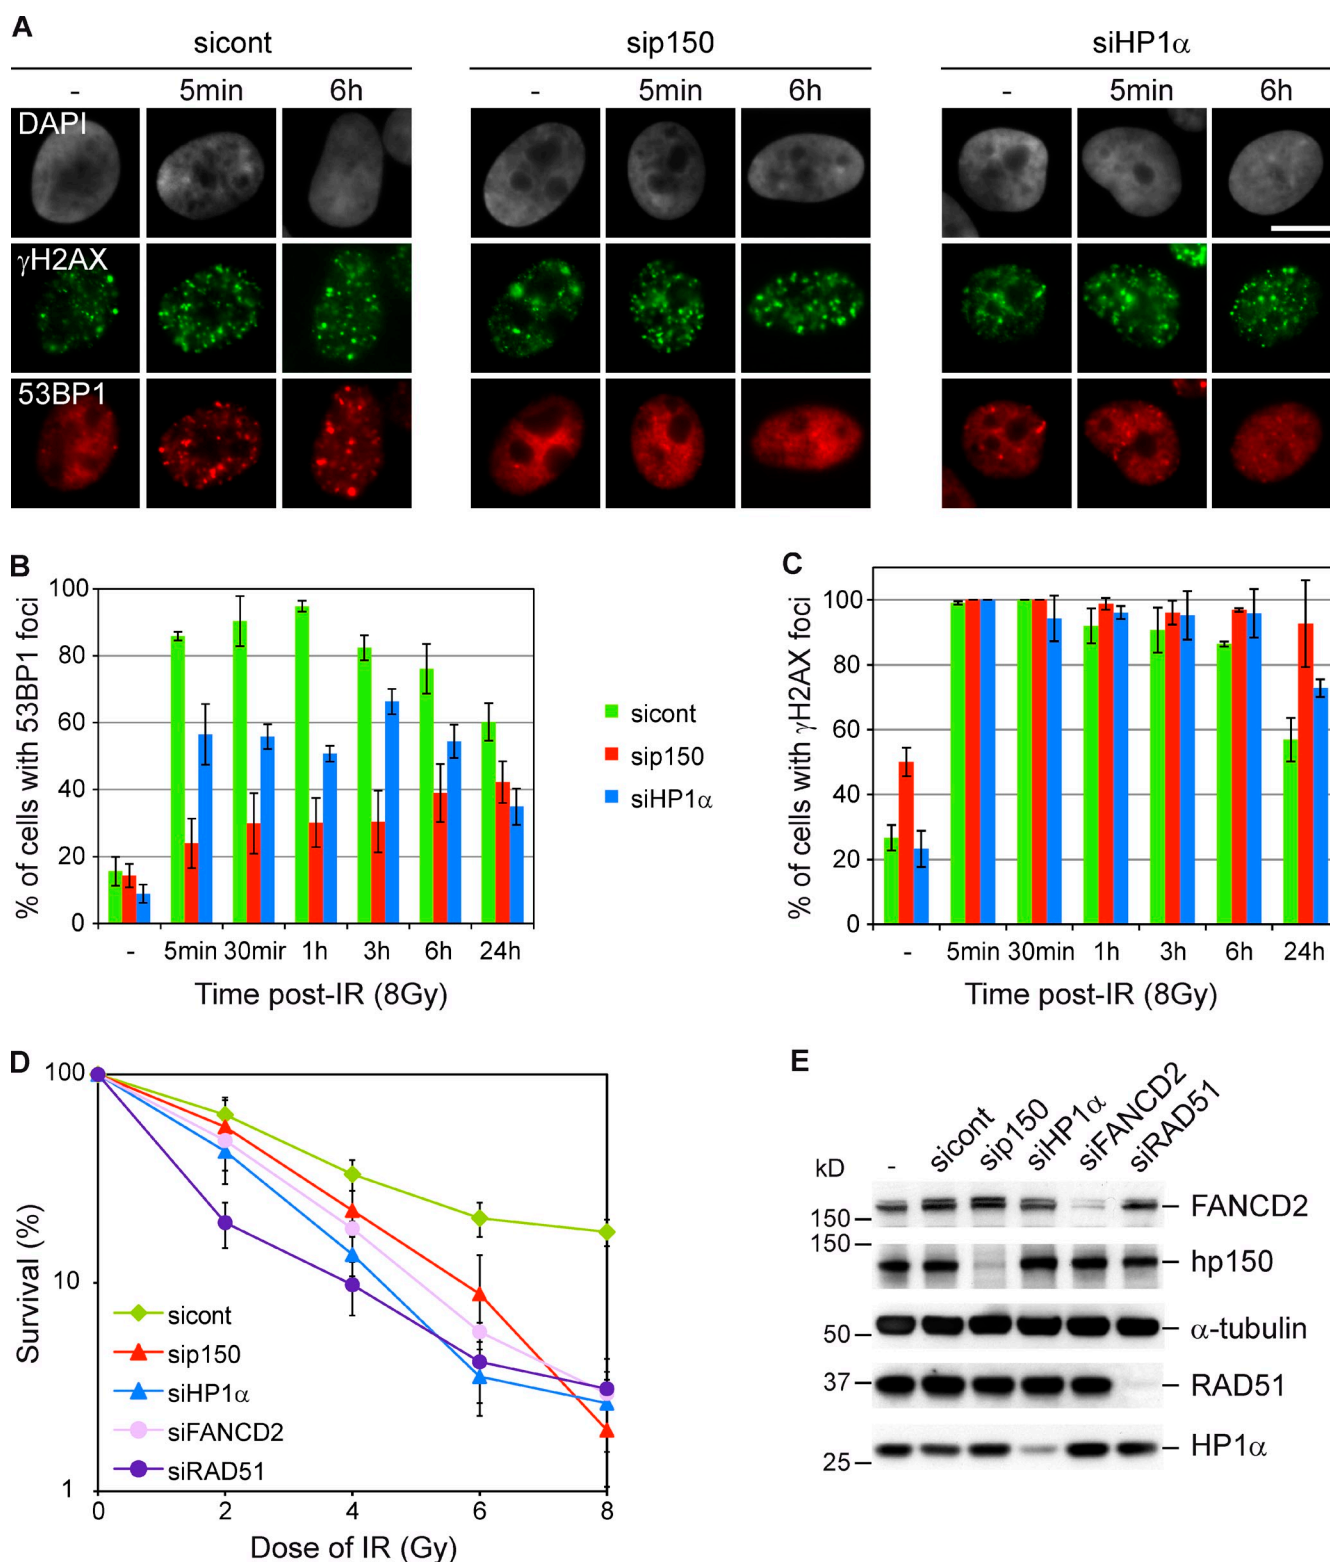 A
sicont sip150 siHP1α
- 5min 6h - 5min 6h - 5min 6h
DAPI
γH2AX
53BP1
B
% of cells with 53BP1 foci
100
80
60
40
20
0
- 5min 30mir 1h 3h 6h 24h
Time post-IR (8Gy)
sicont
sip150
siHP1α
C
% of cells with γH2AX foci
100
80
60
40
20
0
- 5min 30min 1h 3h 6h 24h
Time post-IR (8Gy)
D
Survival (%)
100
10
1
sicont
sip150
siHP1α
siFANCD2
siRAD51
0 2 4 6 8
Dose of IR (Gy)
E
kD - sicont sip150 siHP1α siFANCD2 siRAD51
150 FANCD2
150 hp150
50 α-tubulin
37 RAD51
25 HP1α